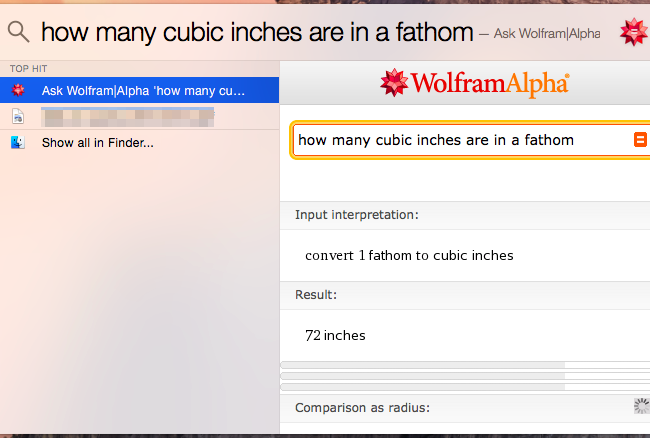 how many cubic inches are in a fathom — Ask Wolfram|Alpha
TOP HIT
Ask Wolfram|Alpha 'how many cu...
Show all in Finder...
WolframAlpha
how many cubic inches are in a fathom
Input interpretation:
convert 1 fathom to cubic inches
Result:
72 inches
Comparison as radius: